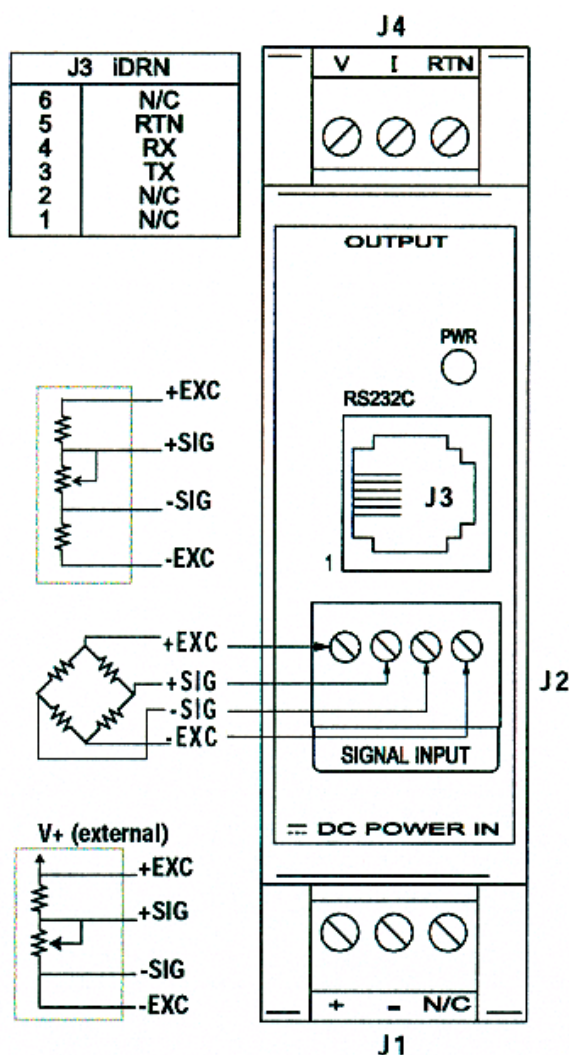 J4
V I RTN
J3 iDRN
6 N/C
5 RTN
4 RX
3 TX
2 N/C
1 N/C
OUTPUT
PWR
RS232C
J3
1
+EXC
+SIG
-SIG
-EXC
+EXC
+SIG
-SIG
-EXC
J2
SIGNAL INPUT
DC POWER IN
V+ (external)
+EXC
+SIG
-SIG
-EXC
+ - N/C
J1